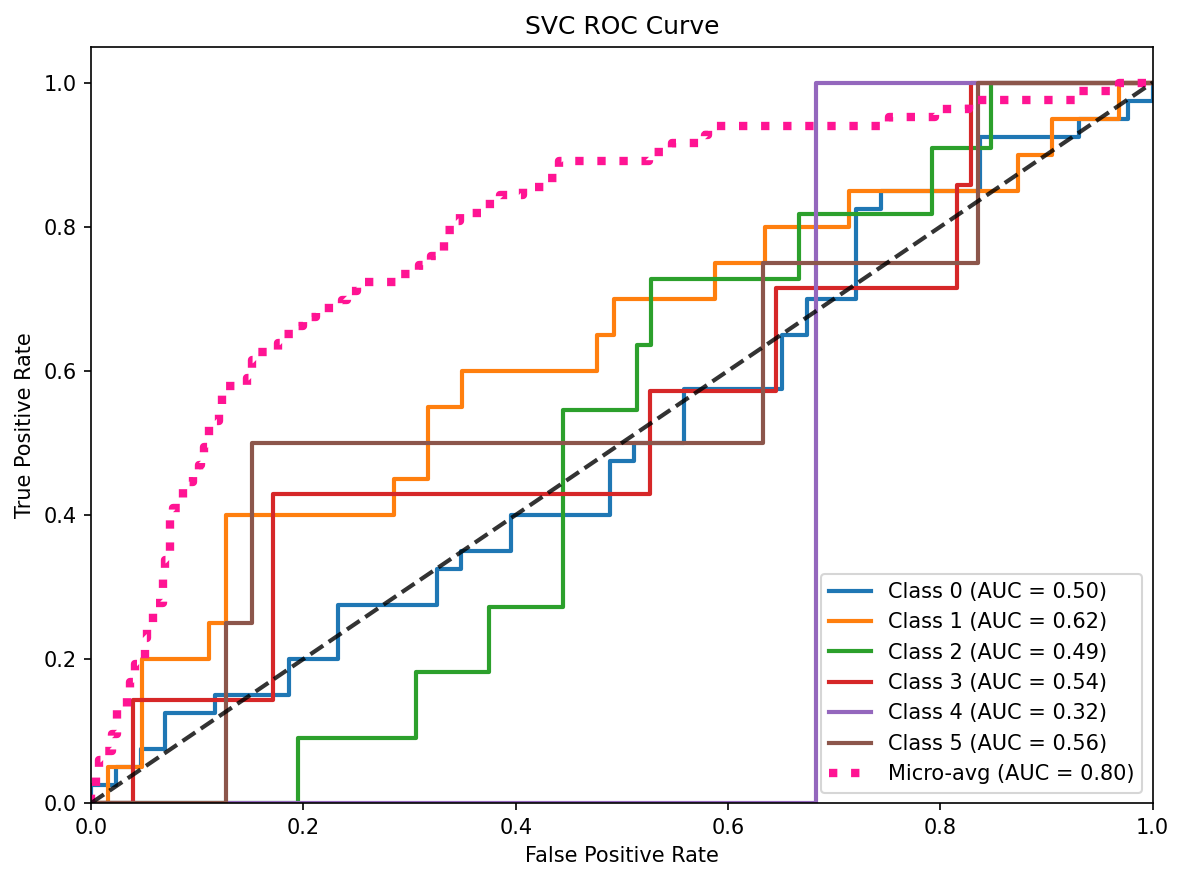 SVC ROC Curve
True Positive Rate
1.0
0.8
0.6
0.4
0.2
0.0
0.0 0.2 0.4 0.6 0.8 1.0
False Positive Rate
Class 0 (AUC = 0.50)
Class 1 (AUC = 0.62)
Class 2 (AUC = 0.49)
Class 3 (AUC = 0.54)
Class 4 (AUC = 0.32)
Class 5 (AUC = 0.56)
Micro-avg (AUC = 0.80)